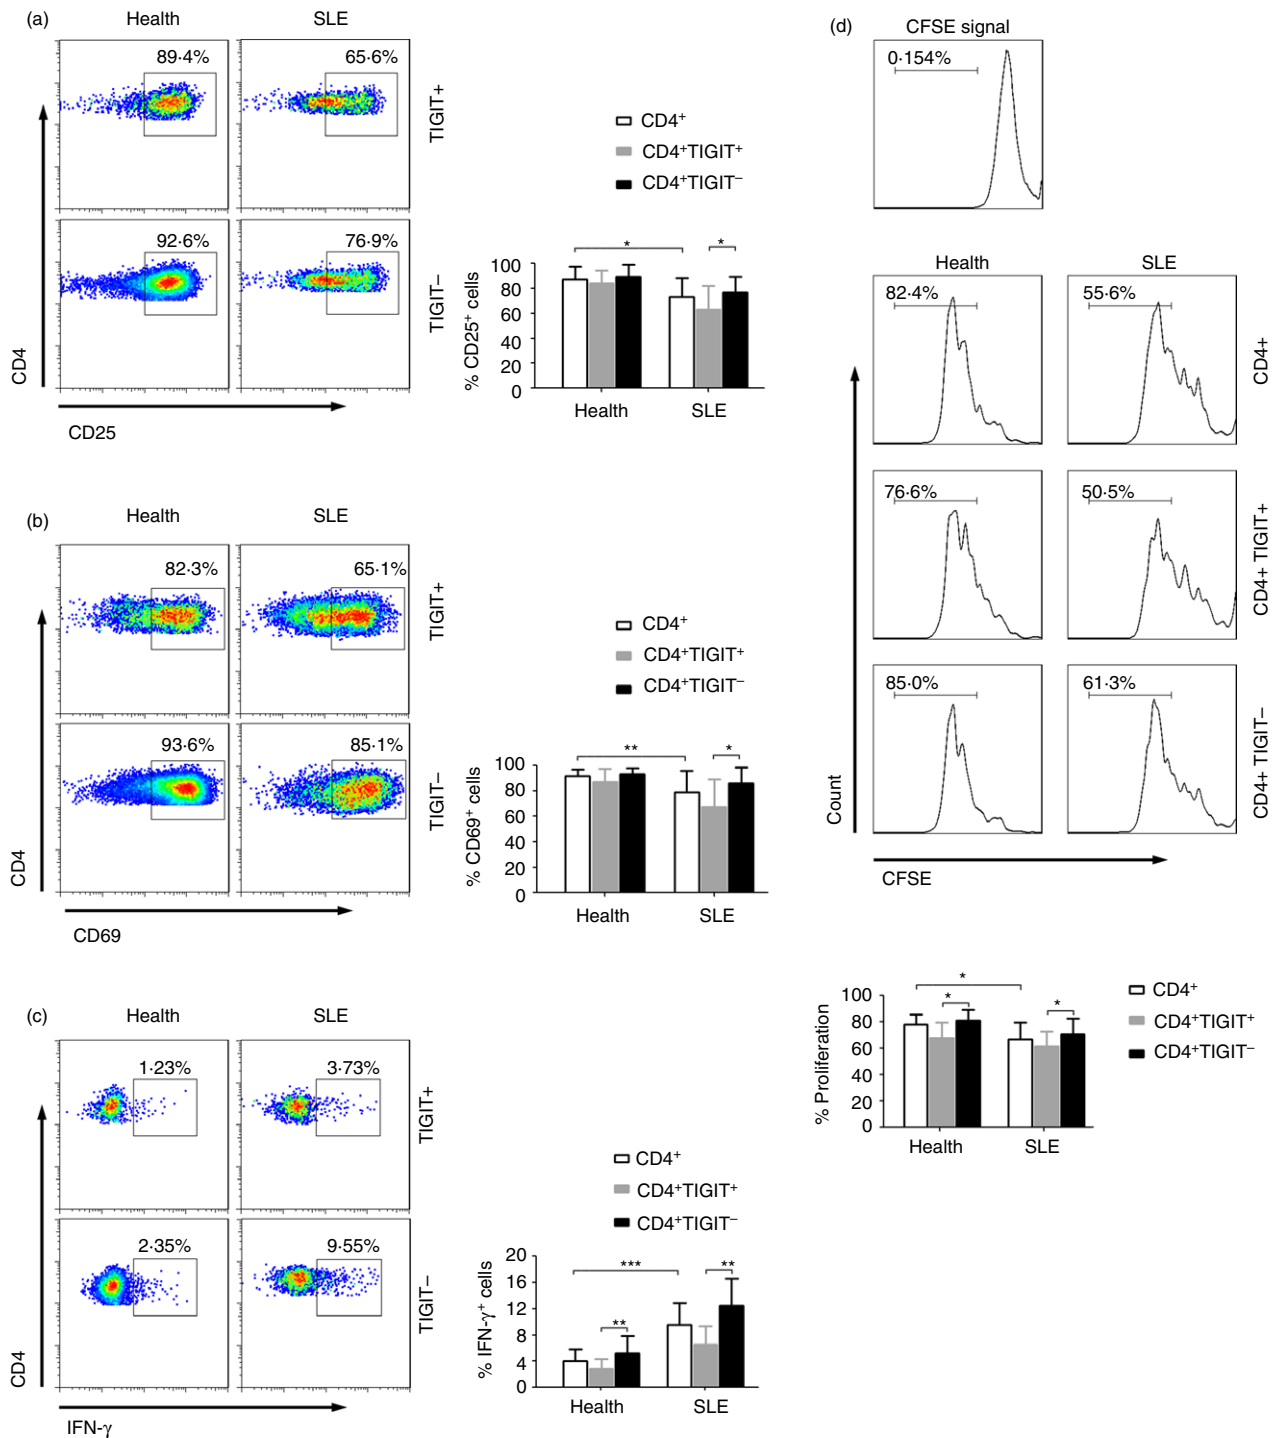 (a)
Health
SLE
89·4%
65·6%
TIGIT+
92·6%
76·9%
TIGIT−
CD4
CD25
CD4⁺
CD4⁺TIGIT⁺
CD4⁺TIGIT⁻
*
*
% CD25⁺ cells
100
80
60
40
20
0
Health
SLE
(b)
Health
SLE
82·3%
65·1%
TIGIT+
93·6%
85·1%
TIGIT−
CD4
CD69
CD4⁺
CD4⁺TIGIT⁺
CD4⁺TIGIT⁻
**
*
% CD69⁺ cells
100
80
60
40
20
0
Health
SLE
(c)
Health
SLE
1·23%
3·73%
TIGIT+
2·35%
9·55%
TIGIT−
CD4
IFN-γ
CD4⁺
CD4⁺TIGIT⁺
CD4⁺TIGIT⁻
***
**
**
% IFN-γ⁺ cells
20
16
12
8
4
0
Health
SLE
(d)
CFSE signal
0·154%
Health
SLE
82·4%
55·6%
CD4+
76·6%
50·5%
CD4+ TIGIT+
85·0%
61·3%
CD4+ TIGIT−
Count
CFSE
*
*
*
% Proliferation
100
80
60
40
20
0
Health
SLE
CD4⁺
CD4⁺TIGIT⁺
CD4⁺TIGIT⁻